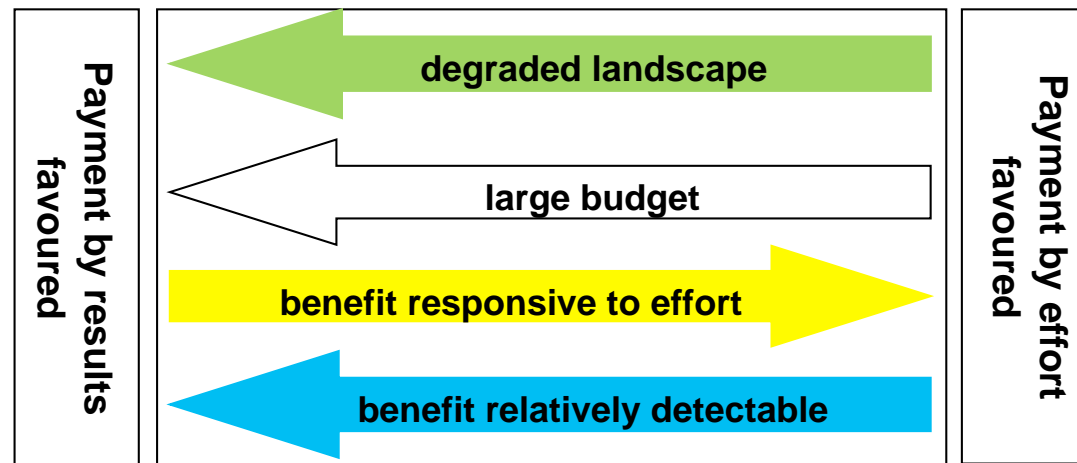 Payment by results
favoured
degraded landscape
large budget
benefit responsive to effort
benefit relatively detectable
Payment by effort
favoured